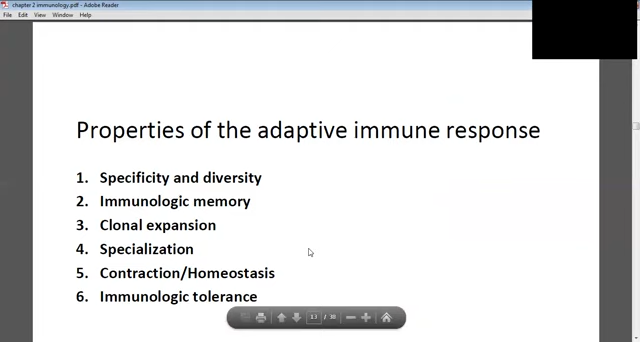 chapter 2 immunology.pdf - Adobe Reader
File Edit View Window Help
Properties of the adaptive immune response
1. Specificity and diversity
2. Immunologic memory
3. Clonal expansion
4. Specialization
5. Contraction/Homeostasis
6. Immunologic tolerance
13 / 38